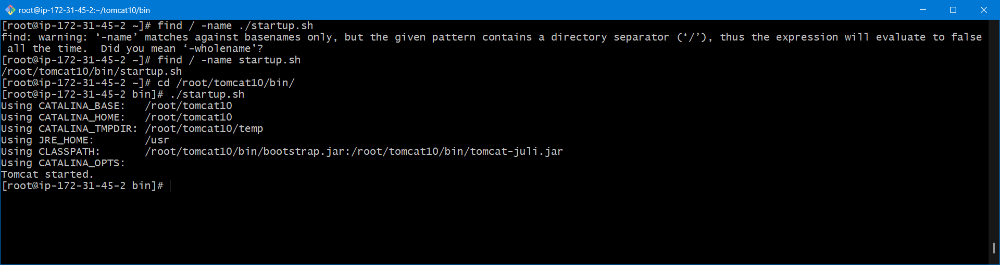 root@ip-172-31-45-2:~/tomcat10/bin
[root@ip-172-31-45-2 ~]# find / -name ./startup.sh
find: warning: ‘-name’ matches against basenames only, but the given pattern contains a directory separator (‘/’), thus the expression will evaluate to false
 all the time.  Did you mean ‘-wholename’?
[root@ip-172-31-45-2 ~]# find / -name startup.sh
/root/tomcat10/bin/startup.sh
[root@ip-172-31-45-2 ~]# cd /root/tomcat10/bin/
[root@ip-172-31-45-2 bin]# ./startup.sh
Using CATALINA_BASE:   /root/tomcat10
Using CATALINA_HOME:   /root/tomcat10
Using CATALINA_TMPDIR: /root/tomcat10/temp
Using JRE_HOME:        /usr
Using CLASSPATH:       /root/tomcat10/bin/bootstrap.jar:/root/tomcat10/bin/tomcat-juli.jar
Using CATALINA_OPTS:
Tomcat started.
[root@ip-172-31-45-2 bin]#